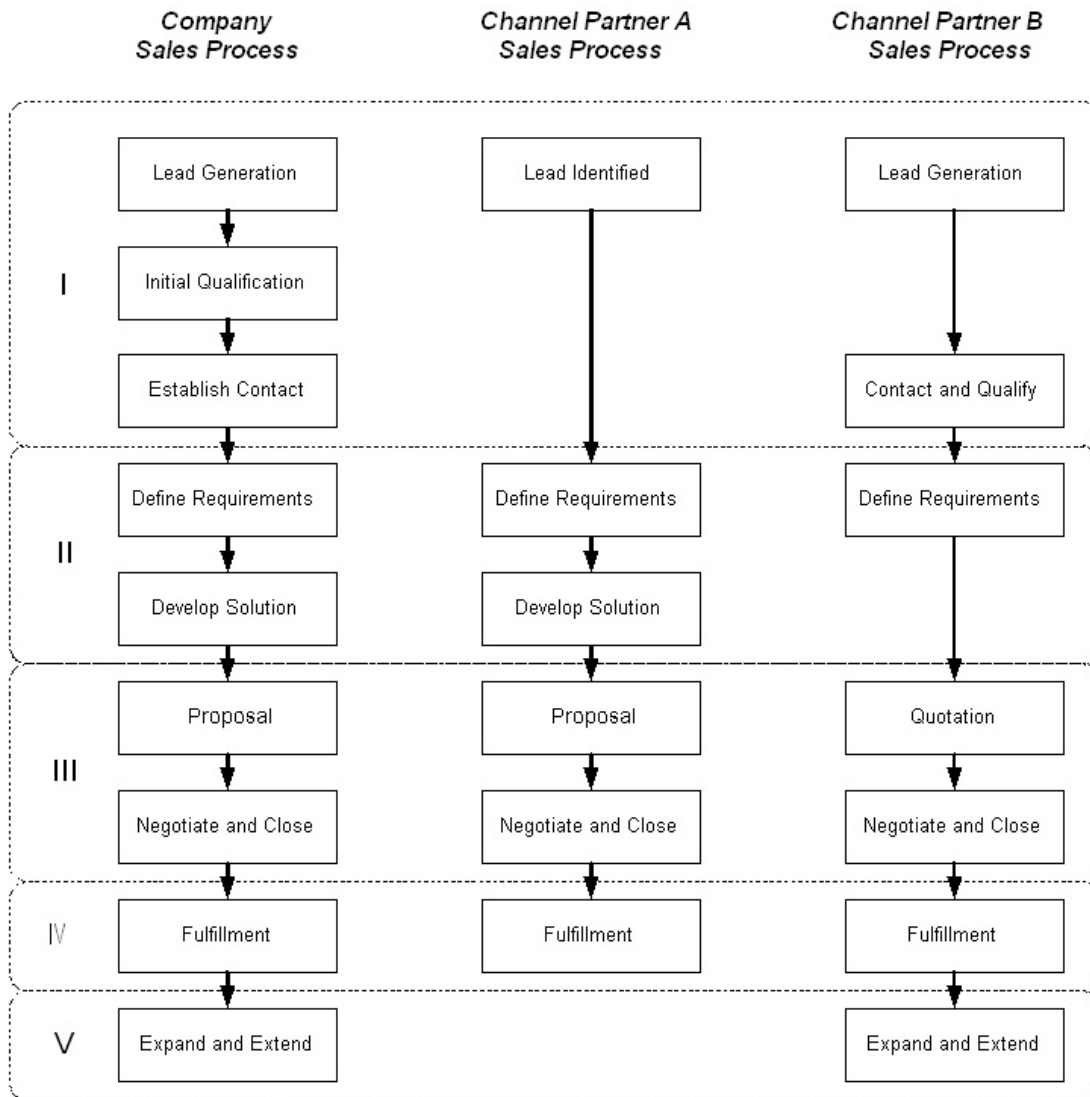 Company
Sales Process
Channel Partner A
Sales Process
Channel Partner B
Sales Process
I
Lead Generation
Lead Identified
Lead Generation
Initial Qualification
Establish Contact
Contact and Qualify
II
Define Requirements
Define Requirements
Define Requirements
Develop Solution
Develop Solution
III
Proposal
Proposal
Quotation
Negotiate and Close
Negotiate and Close
Negotiate and Close
IV
Fulfillment
Fulfillment
Fulfillment
V
Expand and Extend
Expand and Extend